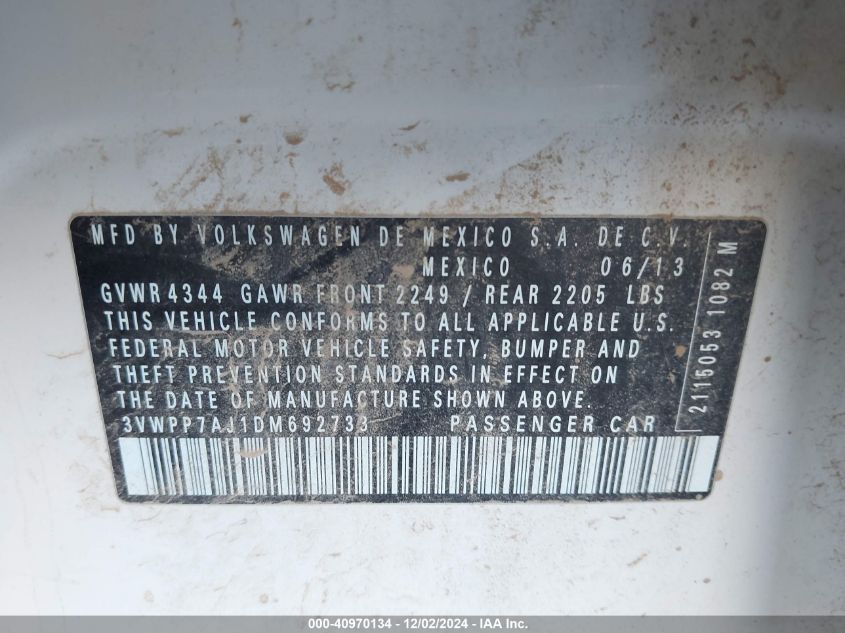 MFD BY VOLKSWAGEN DE MEXICO S.A. DE C.V.
MEXICO 06/13
GVWR 4344 GAWR FRONT 2249 / REAR 2205 LBS
THIS VEHICLE CONFORMS TO ALL APPLICABLE U.S.
FEDERAL MOTOR VEHICLE SAFETY, BUMPER AND
THEFT PREVENTION STANDARDS IN EFFECT ON
THE DATE OF MANUFACTURE SHOWN ABOVE.
3VWPP7AJ1DM692733 PASSENGER CAR
2115053 1082 M
000-40970134 - 12/02/2024 - IAA Inc.